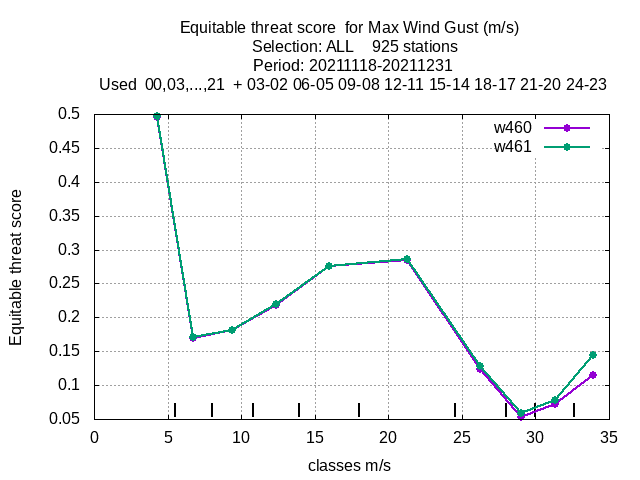 Equitable threat score  for Max Wind Gust (m/s)
Selection: ALL    925 stations
Period: 20211118-20211231
Used  00,03,...,21  + 03-02 06-05 09-08 12-11 15-14 18-17 21-20 24-23
w460
w461
0.5
0.45
0.4
0.35
0.3
0.25
0.2
0.15
0.1
0.05
Equitable threat score
0 5 10 15 20 25 30 35
classes m/s